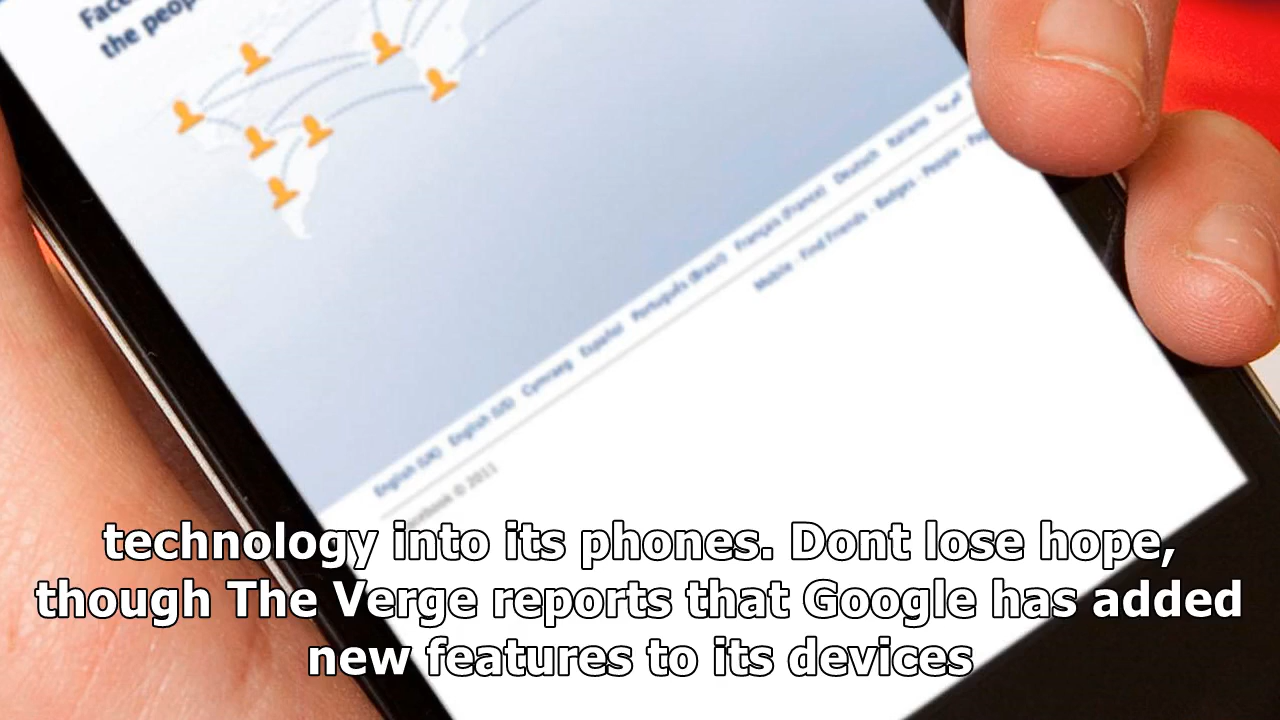 the peop
English (UK) English (US) Cymraeg Español Português (Brasil) Français (France) Deutsch Italiano
Mobile · Find Friends · Badges · People ·
© 2011
technology into its phones. Dont lose hope,
though The Verge reports that Google has added
new features to its devices